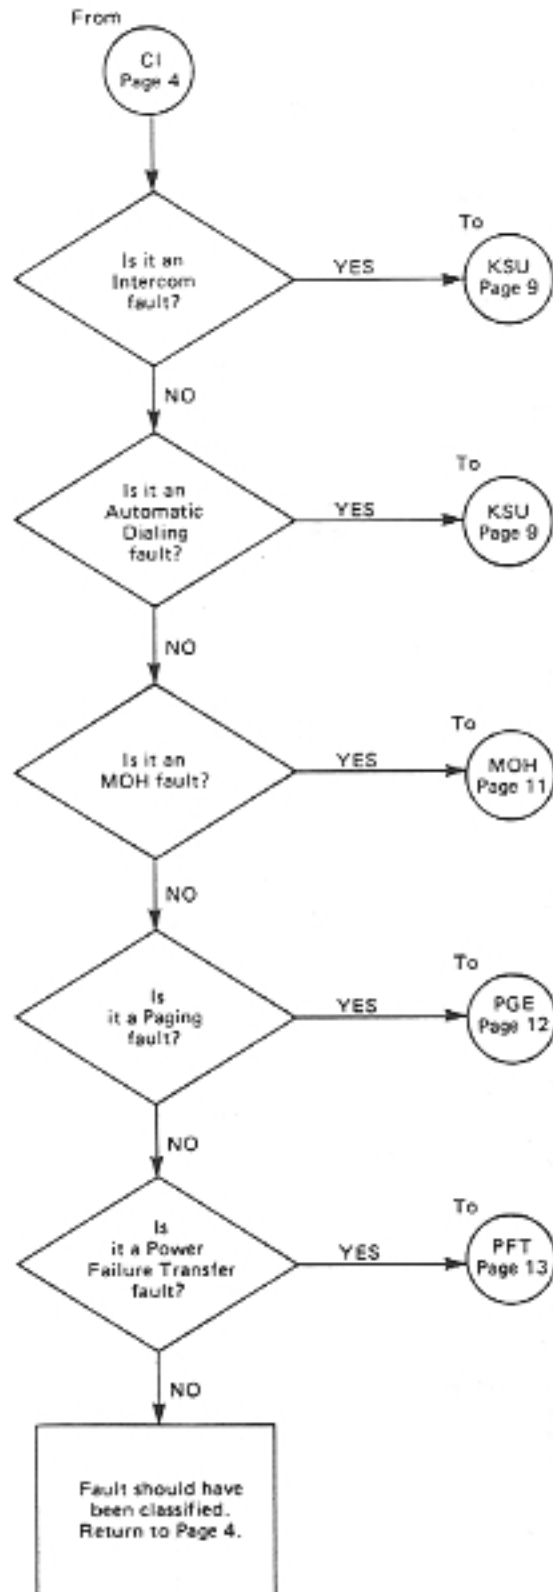 From
CI
Page 4
Is it an
Intercom
fault?
YES
To
KSU
Page 9
NO
Is it an
Automatic
Dialing
fault?
YES
To
KSU
Page 9
NO
Is it an
MOH fault?
YES
To
MOH
Page 11
NO
Is
it a Paging
fault?
YES
To
PGE
Page 12
NO
Is
it a Power
Failure Transfer
fault?
YES
To
PFT
Page 13
NO
Fault should have
been classified.
Return to Page 4.